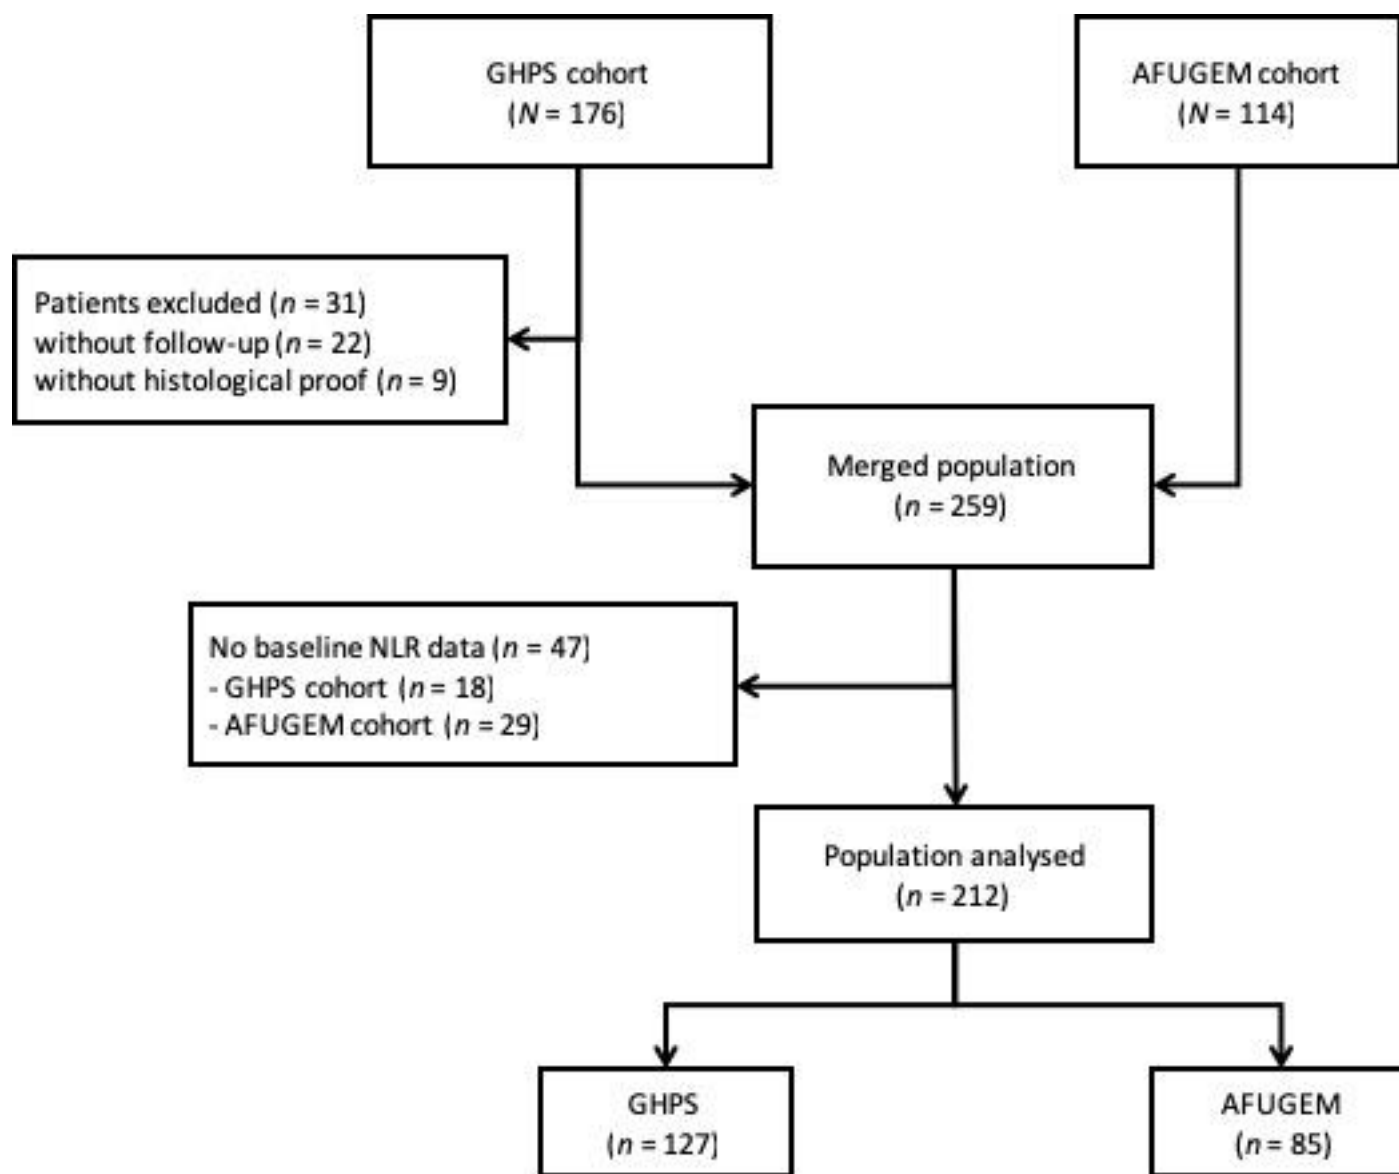 GHPS cohort
(N = 176)
AFUGEM cohort
(N = 114)
Patients excluded (n = 31)
without follow-up (n = 22)
without histological proof (n = 9)
Merged population
(n = 259)
No baseline NLR data (n = 47)
- GHPS cohort (n = 18)
- AFUGEM cohort (n = 29)
Population analysed
(n = 212)
GHPS
(n = 127)
AFUGEM
(n = 85)